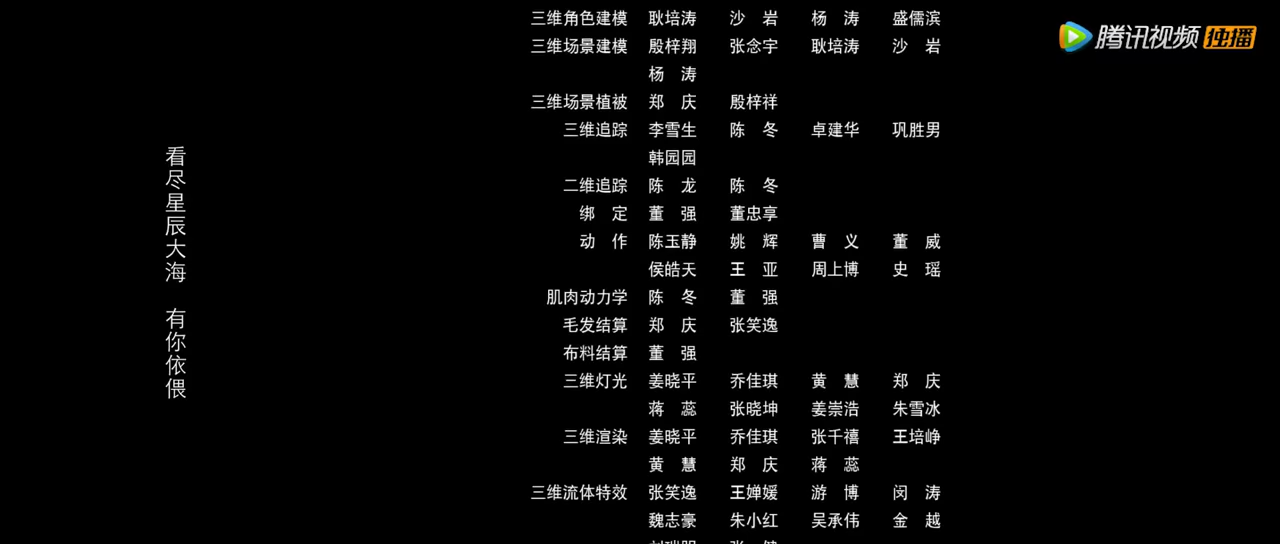 三维角色建模 耿培涛 沙 岩 杨 涛 盛儒滨
三维场景建模 殷梓翔 张念宇 耿培涛 沙 岩
杨 涛
三维场景植被 郑 庆 殷梓祥
三维追踪 李雪生 陈 冬 卓建华 巩胜男
韩园园
二维追踪 陈 龙 陈 冬
绑 定 董 强 董忠享
动 作 陈玉静 姚 辉 曹 义 董 威
侯皓天 王 亚 周上博 史 瑶
肌肉动力学 陈 冬 董 强
毛发结算 郑 庆 张笑逸
布料结算 董 强
三维灯光 姜晓平 乔佳琪 黄 慧 郑 庆
蒋 蕊 张晓坤 姜崇浩 朱雪冰
三维渲染 姜晓平 乔佳琪 张千禧 王培峥
黄 慧 郑 庆 蒋 蕊
三维流体特效 张笑逸 王婵媛 游 博 闵 涛
魏志豪 朱小红 吴承伟 金 越
看尽星辰大海 有你依偎
腾讯视频 独播